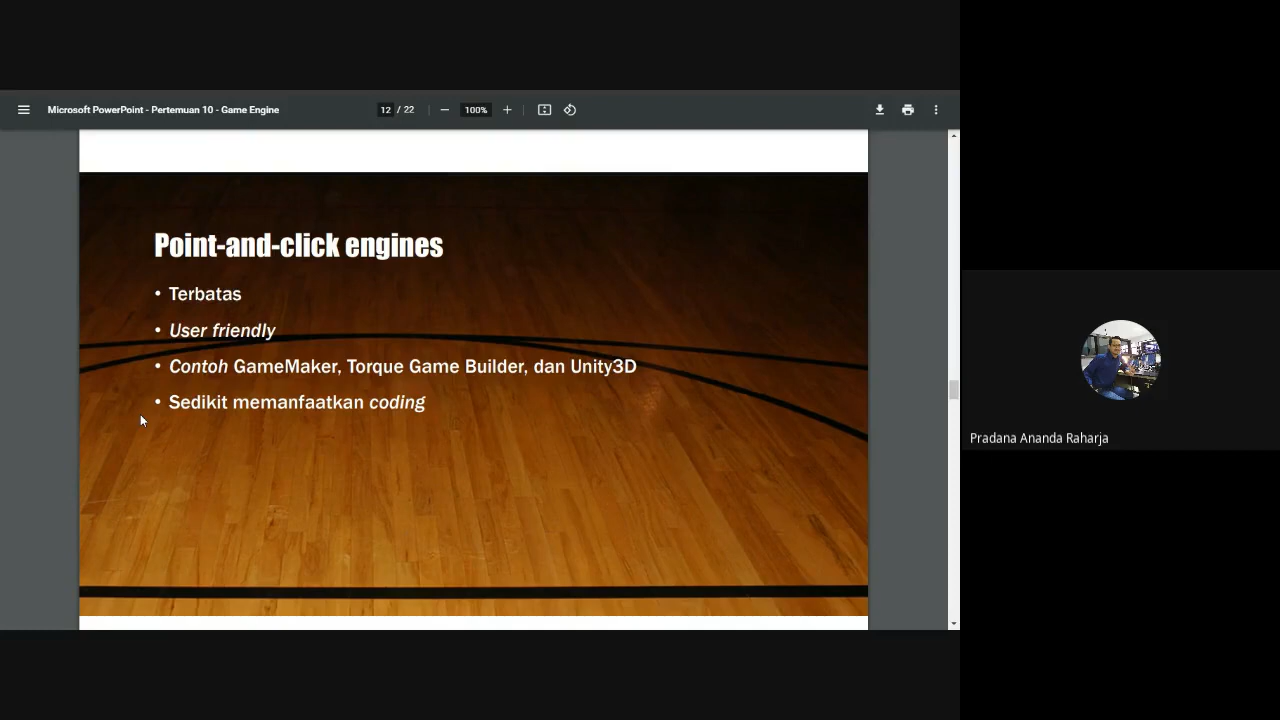 Microsoft PowerPoint - Pertemuan 10 - Game Engine
12 / 22
100%
Point-and-click engines
• Terbatas
• User friendly
• Contoh GameMaker, Torque Game Builder, dan Unity3D
• Sedikit memanfaatkan coding
Pradana Ananda Raharja